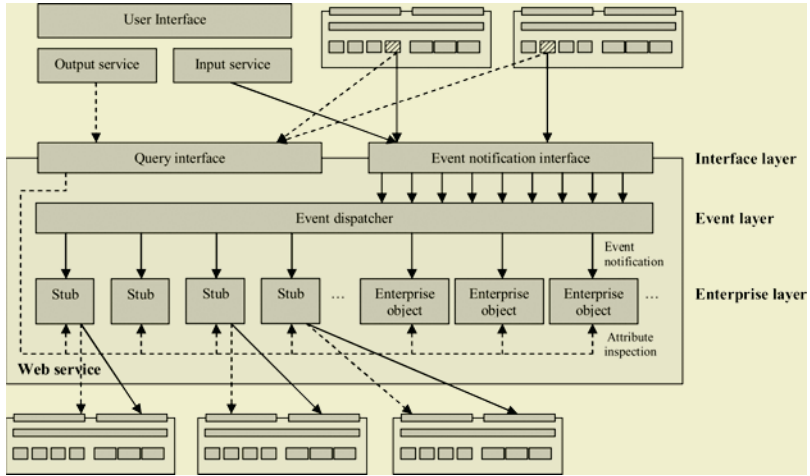 User Interface
Output service
Input service
Query interface
Event notification interface
Interface layer
Event dispatcher
Event layer
Event
notification
Stub
Stub
Stub
Stub
...
Enterprise
object
Enterprise
object
Enterprise
object
...
Enterprise layer
Attribute
inspection
Web service